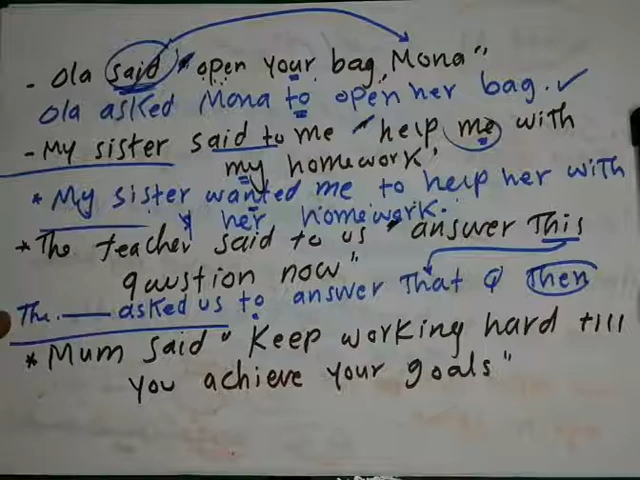 - Ola said "open your bag, Mona"
Ola asked Mona to open her bag. ✓
- My sister said to me "help me with
my homework"
* My sister wanted me to help her with
her homework.
* The teacher said to us "answer This
quustion now"
The. —— asked us to answer That Q Then
* Mum said "Keep working hard till
you achieve your goals"